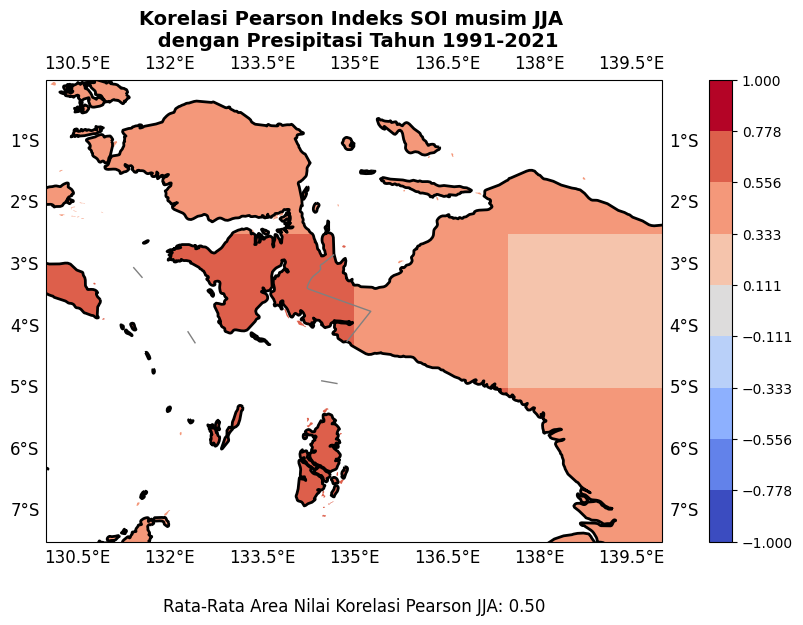 Korelasi Pearson Indeks SOI musim JJA
dengan Presipitasi Tahun 1991-2021
130.5°E 132°E 133.5°E 135°E 136.5°E 138°E 139.5°E
1°S 1°S
2°S 2°S
3°S 3°S
4°S 4°S
5°S 5°S
6°S 6°S
7°S 7°S
130.5°E 132°E 133.5°E 135°E 136.5°E 138°E 139.5°E
1.000
0.778
0.556
0.333
0.111
−0.111
−0.333
−0.556
−0.778
−1.000
Rata-Rata Area Nilai Korelasi Pearson JJA: 0.50